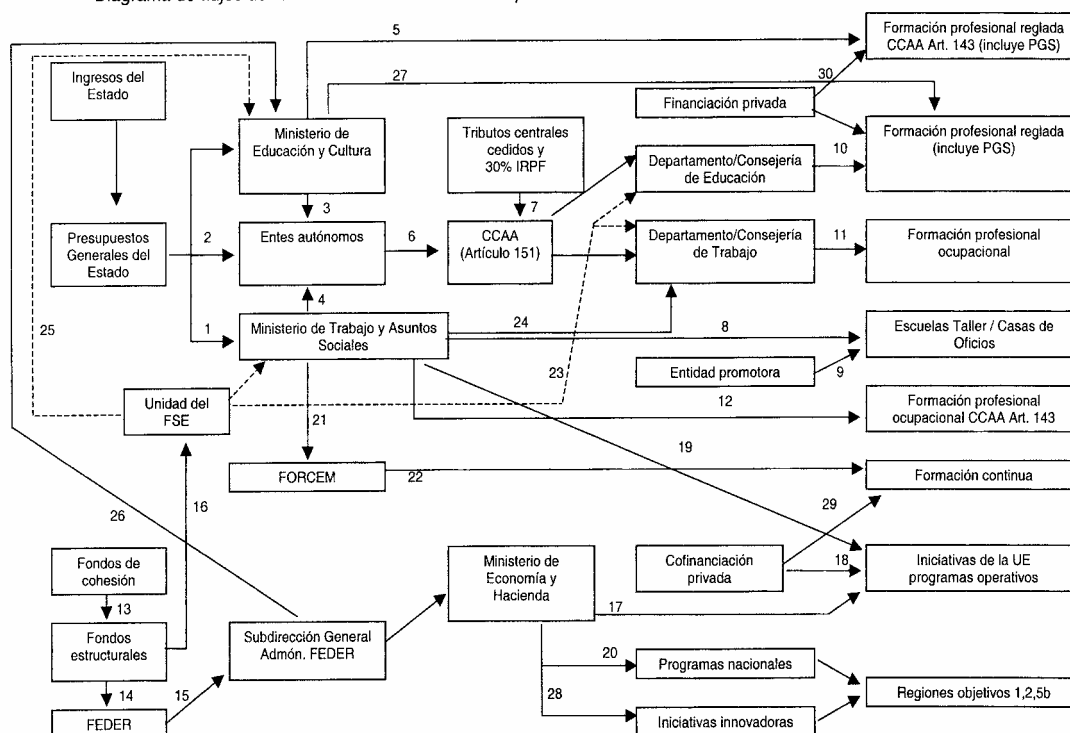 Diagrama de flujos de
5
Formación profesional reglada
CCAA Art. 143 (incluye PGS)
27
30
Ingresos del
Estado
Financiación privada
Ministerio de
Educación y Cultura
Tributos centrales
cedidos y
30% IRPF
Formación profesional reglada
(incluye PGS)
Departamento/Consejería
de Educación
10
3
7
Presupuestos
Generales del
Estado
2
Entes autónomos
6
CCAA
(Artículo 151)
Departamento/Consejería
de Trabajo
11
Formación profesional
ocupacional
4
25
1
Ministerio de Trabajo y Asuntos
Sociales
24
8
Escuelas Taller / Casas de
Oficios
23
Entidad promotora
9
Unidad del
FSE
21
12
Formación profesional
ocupacional CCAA Art. 143
19
FORCEM
22
Formación continua
16
26
29
Fondos de
cohesión
Ministerio de
Economía y
Hacienda
Cofinanciación
privada
18
Iniciativas de la UE
programas operativos
13
17
Fondos
estructurales
Subdirección General
Admón. FEDER
20
Programas nacionales
14
15
28
Regiones objetivos 1,2,5b
FEDER
Iniciativas innovadoras